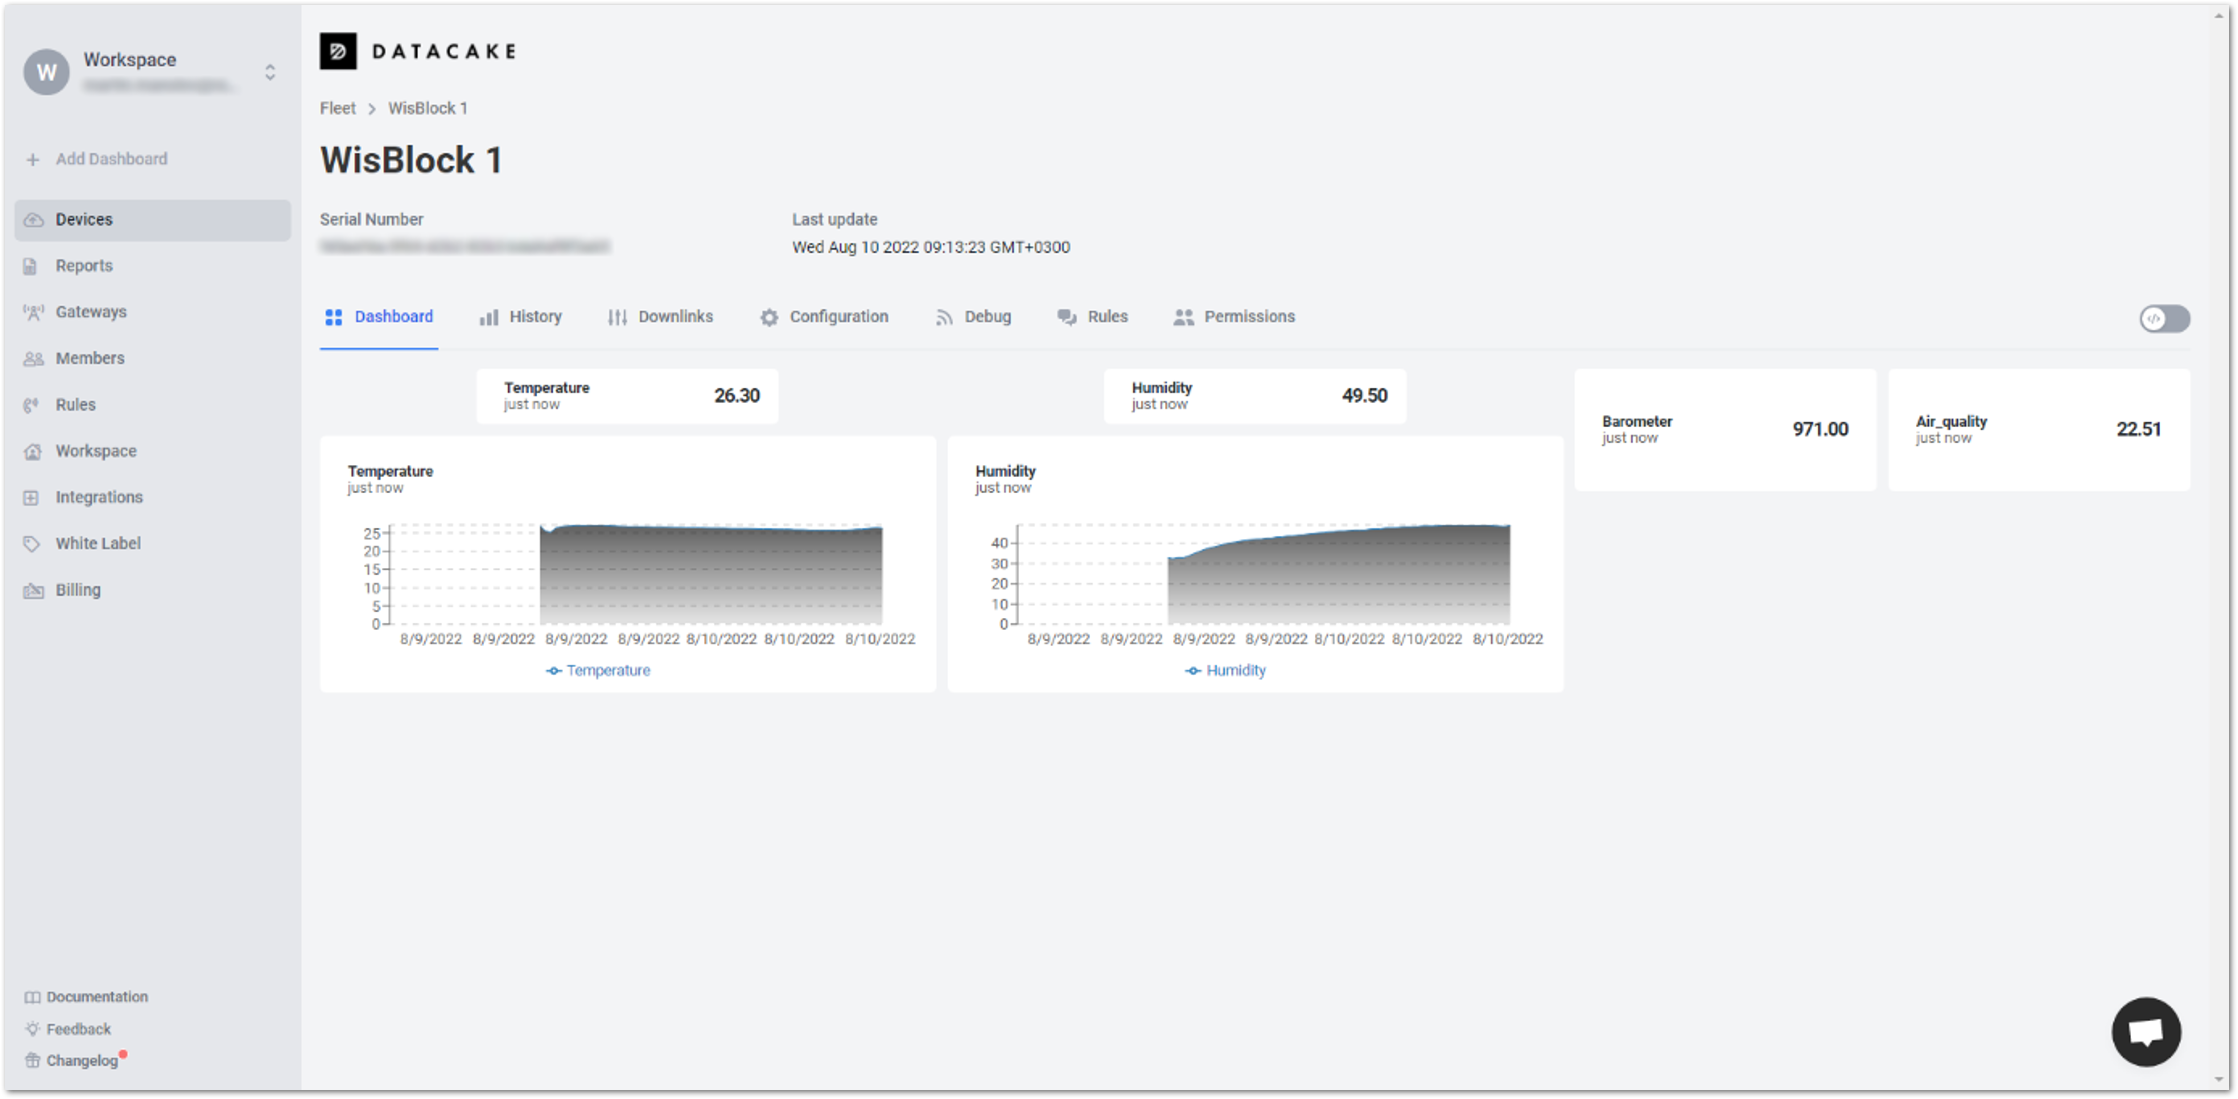 W
Workspace
Add Dashboard
Devices
Reports
Gateways
Members
Rules
Workspace
Integrations
White Label
Billing
Documentation
Feedback
Changelog
DATACAKE
Fleet > WisBlock 1
WisBlock 1
Serial Number
Last update
Wed Aug 10 2022 09:13:23 GMT+0300
Dashboard History Downlinks Configuration Debug Rules Permissions
Temperature
just now
26.30
Humidity
just now
49.50
Barometer
just now
971.00
Air_quality
just now
22.51
Temperature
just now
25
20
15
10
5
0
8/9/2022 8/9/2022 8/9/2022 8/9/2022 8/10/2022 8/10/2022 8/10/2022
Temperature
Humidity
just now
40
30
20
10
0
8/9/2022 8/9/2022 8/9/2022 8/9/2022 8/10/2022 8/10/2022 8/10/2022
Humidity